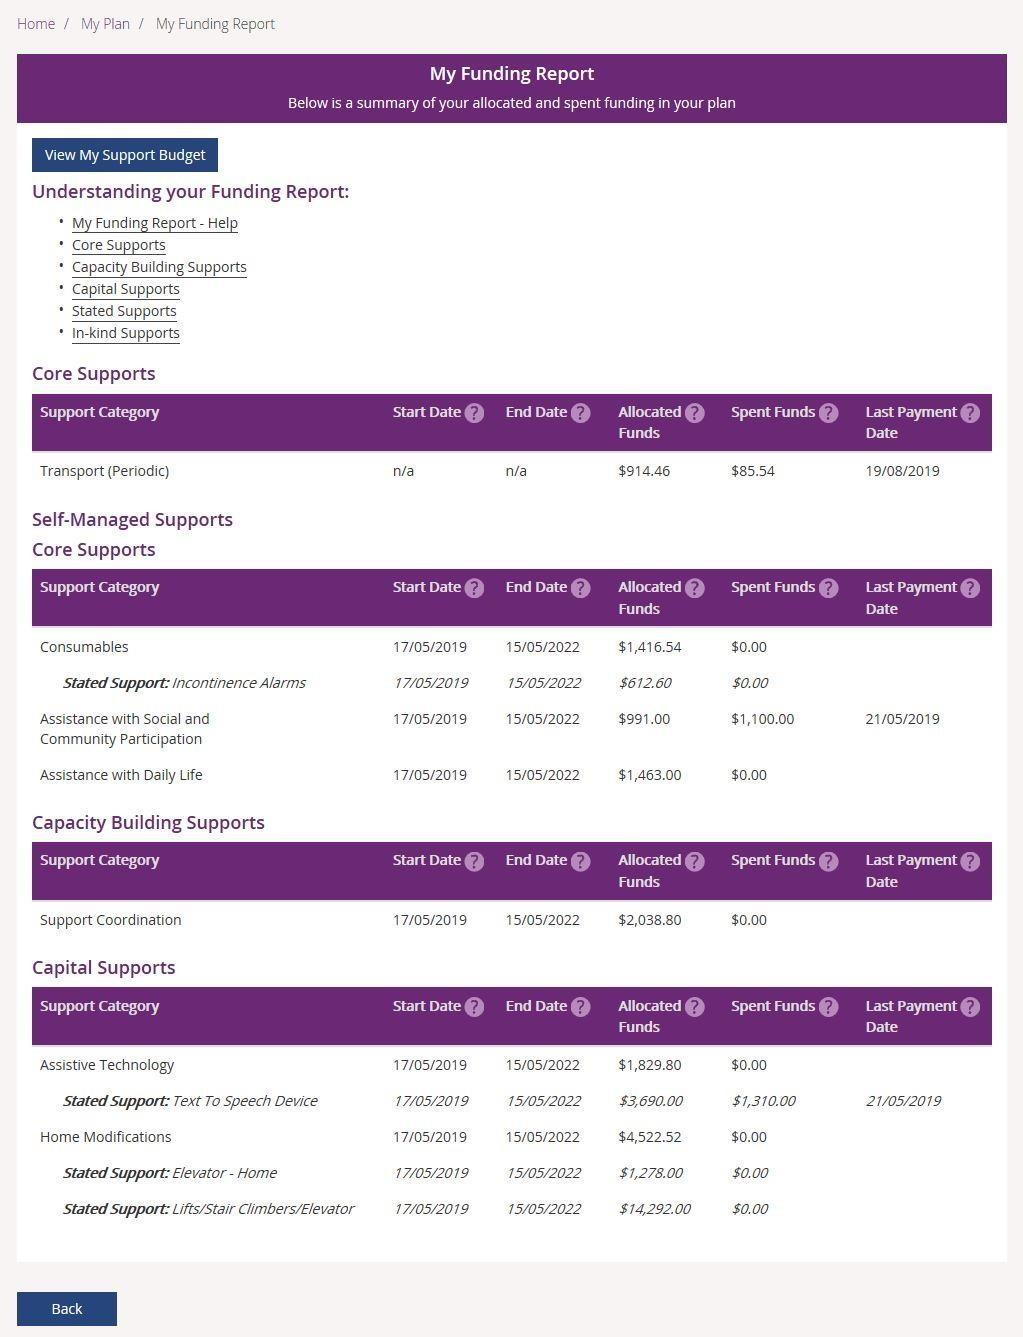 Home / My Plan / My Funding Report
My Funding Report
Below is a summary of your allocated and spent funding in your plan
View My Support Budget
Understanding your Funding Report:
• My Funding Report - Help
• Core Supports
• Capacity Building Supports
• Capital Supports
• Stated Supports
• In-kind Supports
Core Supports
Support Category Start Date ? End Date ? Allocated ? Spent Funds ? Last Payment ?
Funds Date
Transport (Periodic) n/a n/a $914.46 $85.54 19/08/2019
Self-Managed Supports
Core Supports
Support Category Start Date ? End Date ? Allocated ? Spent Funds ? Last Payment ?
Funds Date
Consumables 17/05/2019 15/05/2022 $1,416.54 $0.00
Stated Support: Incontinence Alarms 17/05/2019 15/05/2022 $612.60 $0.00
Assistance with Social and 17/05/2019 15/05/2022 $991.00 $1,100.00 21/05/2019
Community Participation
Assistance with Daily Life 17/05/2019 15/05/2022 $1,463.00 $0.00
Capacity Building Supports
Support Category Start Date ? End Date ? Allocated ? Spent Funds ? Last Payment ?
Funds Date
Support Coordination 17/05/2019 15/05/2022 $2,038.80 $0.00
Capital Supports
Support Category Start Date ? End Date ? Allocated ? Spent Funds ? Last Payment ?
Funds Date
Assistive Technology 17/05/2019 15/05/2022 $1,829.80 $0.00
Stated Support: Text To Speech Device 17/05/2019 15/05/2022 $3,690.00 $1,310.00 21/05/2019
Home Modifications 17/05/2019 15/05/2022 $4,522.52 $0.00
Stated Support: Elevator - Home 17/05/2019 15/05/2022 $1,278.00 $0.00
Stated Support: Lifts/Stair Climbers/Elevator 17/05/2019 15/05/2022 $14,292.00 $0.00
Back